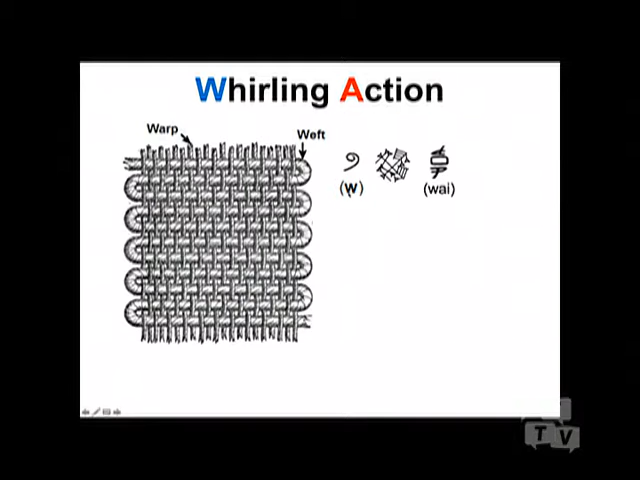 Whirling Action
Warp
Weft
(w)
(wai)
TV